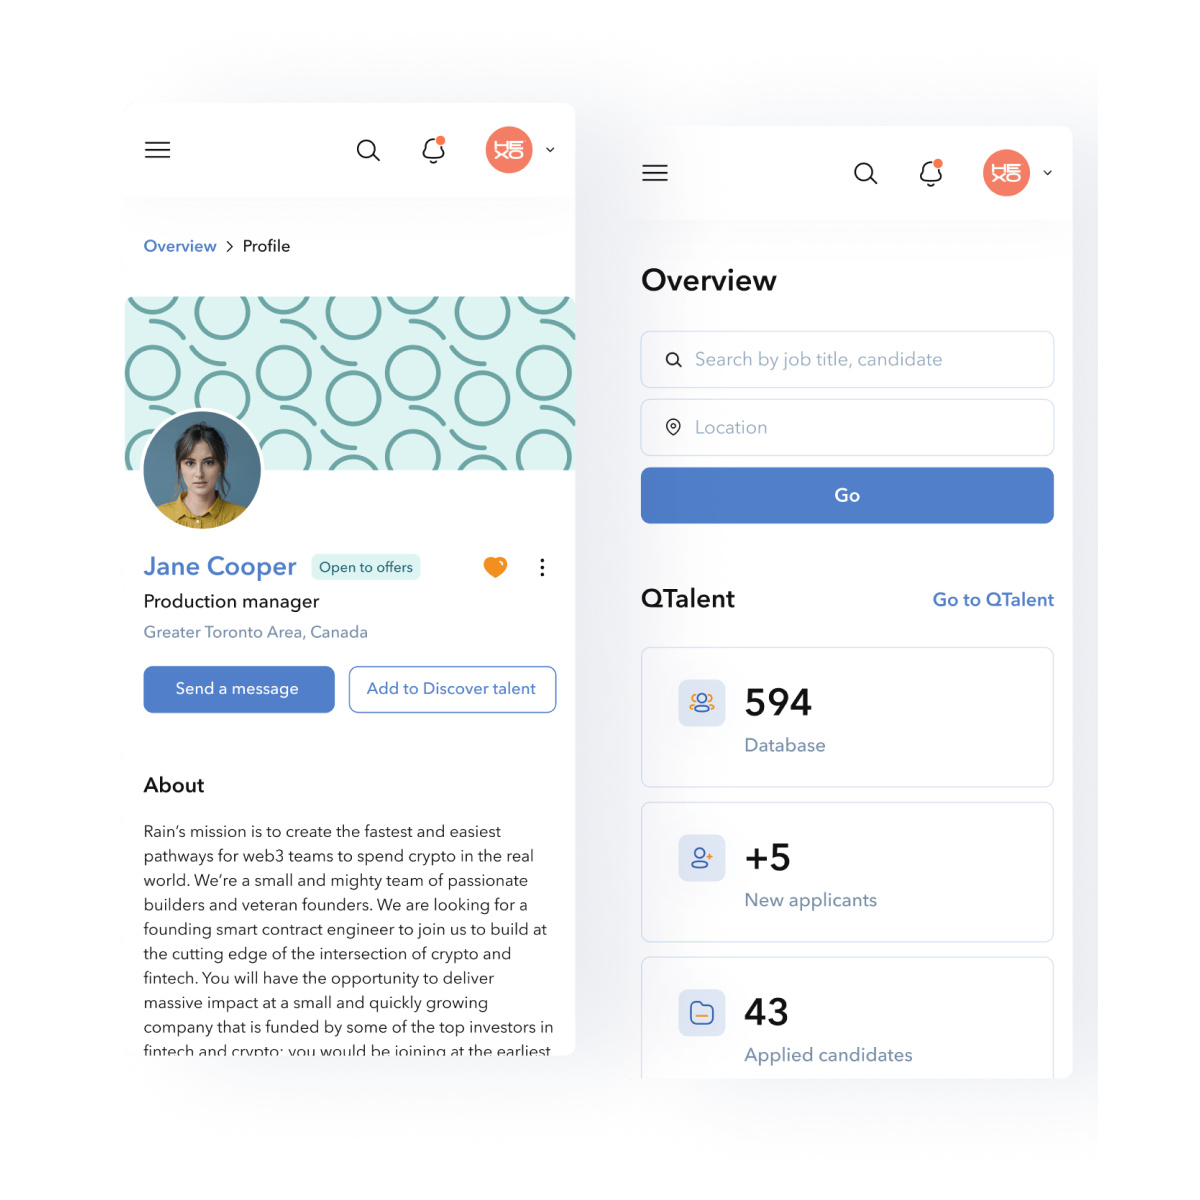 HEXO
Overview > Profile
Jane Cooper
Open to offers
Production manager
Greater Toronto Area, Canada
Send a message
Add to Discover talent
About
Rain’s mission is to create the fastest and easiest
pathways for web3 teams to spend crypto in the real
world. We’re a small and mighty team of passionate
builders and veteran founders. We are looking for a
founding smart contract engineer to join us to build at
the cutting edge of the intersection of crypto and
fintech. You will have the opportunity to deliver
massive impact at a small and quickly growing
company that is funded by some of the top investors in
fintech and crypto; you would be joining at the earliest
HEXO
Overview
Search by job title, candidate
Location
Go
QTalent
Go to QTalent
594
Database
+5
New applicants
43
Applied candidates